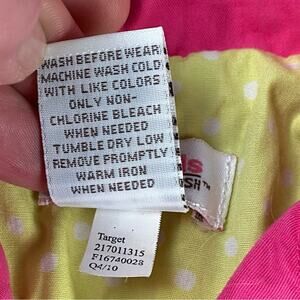 WASH BEFORE WEAR
MACHINE WASH COLD
WITH LIKE COLORS
ONLY NON-
CHLORINE BLEACH
WHEN NEEDED
TUMBLE DRY LOW
REMOVE PROMPTLY
WARM IRON
WHEN NEEDED
Target
217011315
F16740028
Q4/10